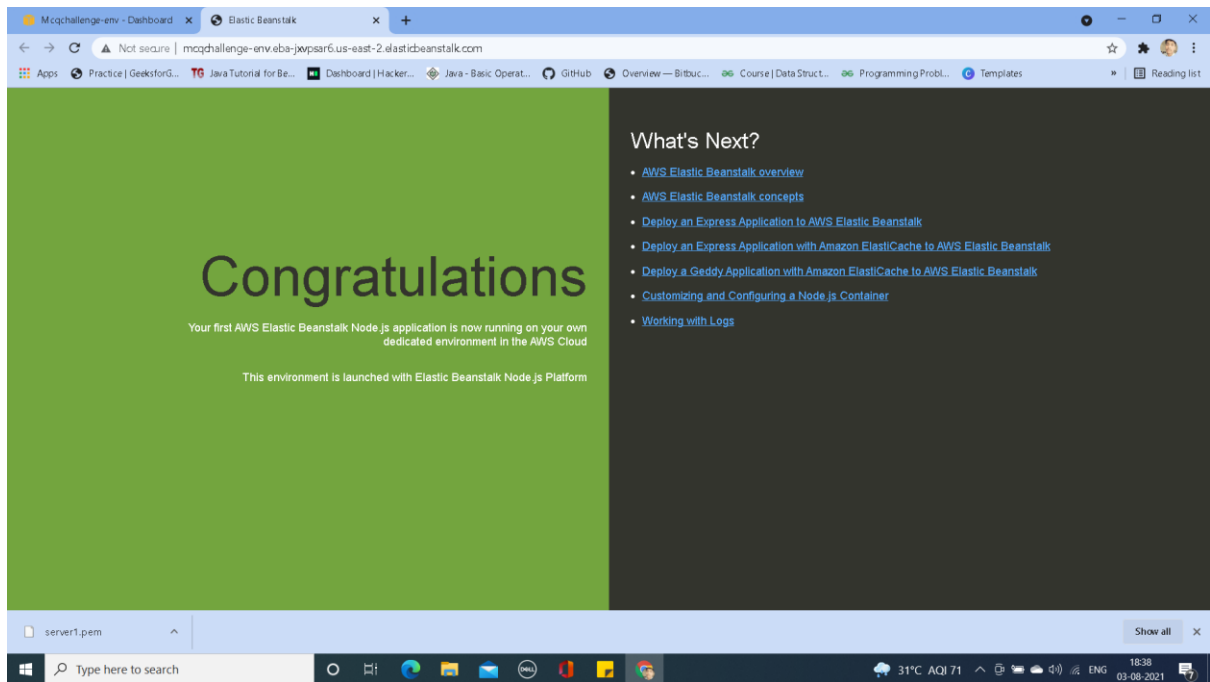 Mcqchallenge-env - Dashboard
Elastic Beanstalk
Not secure | mcqchallenge-env.eba-jxvpsar6.us-east-2.elasticbeanstalk.com
Apps Practice | GeeksforG... TG Java Tutorial for Be... Dashboard | Hacker... Java - Basic Operat... GitHub Overview — Bitbuc... Course | Data Struct... Programming Probl... Templates » Reading list
Congratulations
Your first AWS Elastic Beanstalk Node.js application is now running on your own
dedicated environment in the AWS Cloud
This environment is launched with Elastic Beanstalk Node.js Platform
What's Next?
• AWS Elastic Beanstalk overview
• AWS Elastic Beanstalk concepts
• Deploy an Express Application to AWS Elastic Beanstalk
• Deploy an Express Application with Amazon ElastiCache to AWS Elastic Beanstalk
• Deploy a Geddy Application with Amazon ElastiCache to AWS Elastic Beanstalk
• Customizing and Configuring a Node.js Container
• Working with Logs
server1.pem
Show all
Type here to search
DELL
31°C AQI 71
ENG
18:38
03-08-2021
7